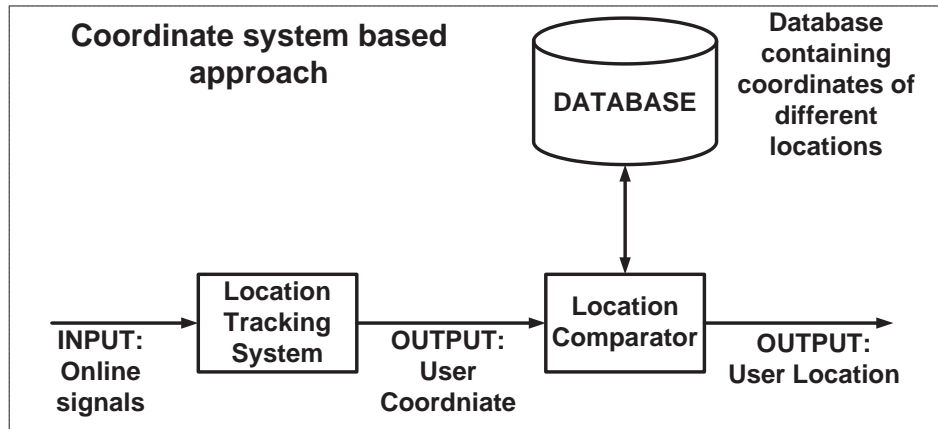 Coordinate system based
approach
DATABASE
Database
containing
coordinates of
different
locations
Location
Tracking
System
Location
Comparator
INPUT:
Online
signals
OUTPUT:
User
Coordniate
OUTPUT:
User Location